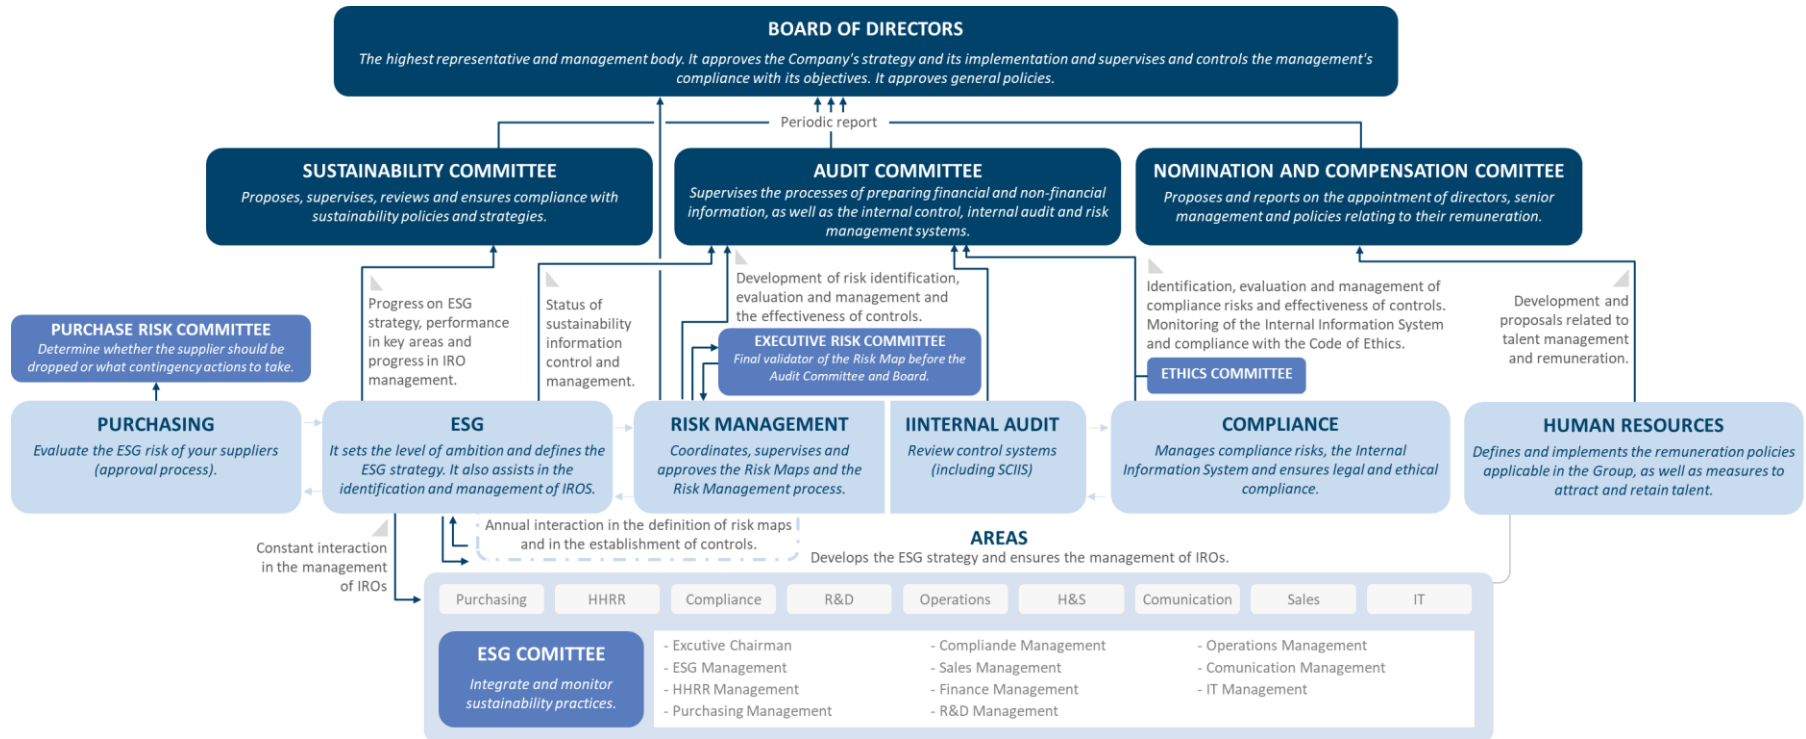 BOARD OF DIRECTORS
The highest representative and management body. It approves the Company's strategy and its implementation and supervises and controls the management's
compliance with its objectives. It approves general policies.
Periodic report
SUSTAINABILITY COMMITTEE
Proposes, supervises, reviews and ensures compliance with
sustainability policies and strategies.
AUDIT COMMITTEE
Supervises the processes of preparing financial and non-financial
information, as well as the internal control, internal audit and risk
management systems.
NOMINATION AND COMPENSATION COMITTEE
Proposes and reports on the appointment of directors, senior
management and policies relating to their remuneration.
Progress on ESG
strategy, performance
in key areas and
progress in IRO
management.
Status of
sustainability
information
control and
management.
Development of risk identification,
evaluation and management and
the effectiveness of controls.
Identification, evaluation and management of
compliance risks and effectiveness of controls.
Monitoring of the Internal Information System
and compliance with the Code of Ethics.
Development and
proposals related to
talent management
and remuneration.
PURCHASE RISK COMMITTEE
Determine whether the supplier should be
dropped or what contingency actions to take.
EXECUTIVE RISK COMMITTEE
Final validator of the Risk Map before the
Audit Committee and Board.
ETHICS COMMITTEE
PURCHASING
Evaluate the ESG risk of your suppliers
(approval process).
ESG
It sets the level of ambition and defines the
ESG strategy. It also assists in the
identification and management of IROS.
RISK MANAGEMENT
Coordinates, supervises and
approves the Risk Maps and the
Risk Management process.
IINTERNAL AUDIT
Review control systems
(including SCIIS)
COMPLIANCE
Manages compliance risks, the Internal
Information System and ensures legal and ethical
compliance.
HUMAN RESOURCES
Defines and implements the remuneration policies
applicable in the Group, as well as measures to
attract and retain talent.
Constant interaction
in the management
of IROs
Annual interaction in the definition of risk maps
and in the establishment of controls.
AREAS
Develops the ESG strategy and ensures the management of IROs.
Purchasing
HHRR
Compliance
R&D
Operations
H&S
Comunication
Sales
IT
ESG COMITTEE
Integrate and monitor
sustainability practices.
- Excutive Chairman
- ESG Management
- HHRR Management
- Purchasing Management
- Compliande Management
- Sales Management
- Finance Management
- R&D Management
- Operations Management
- Comunication Management
- IT Management